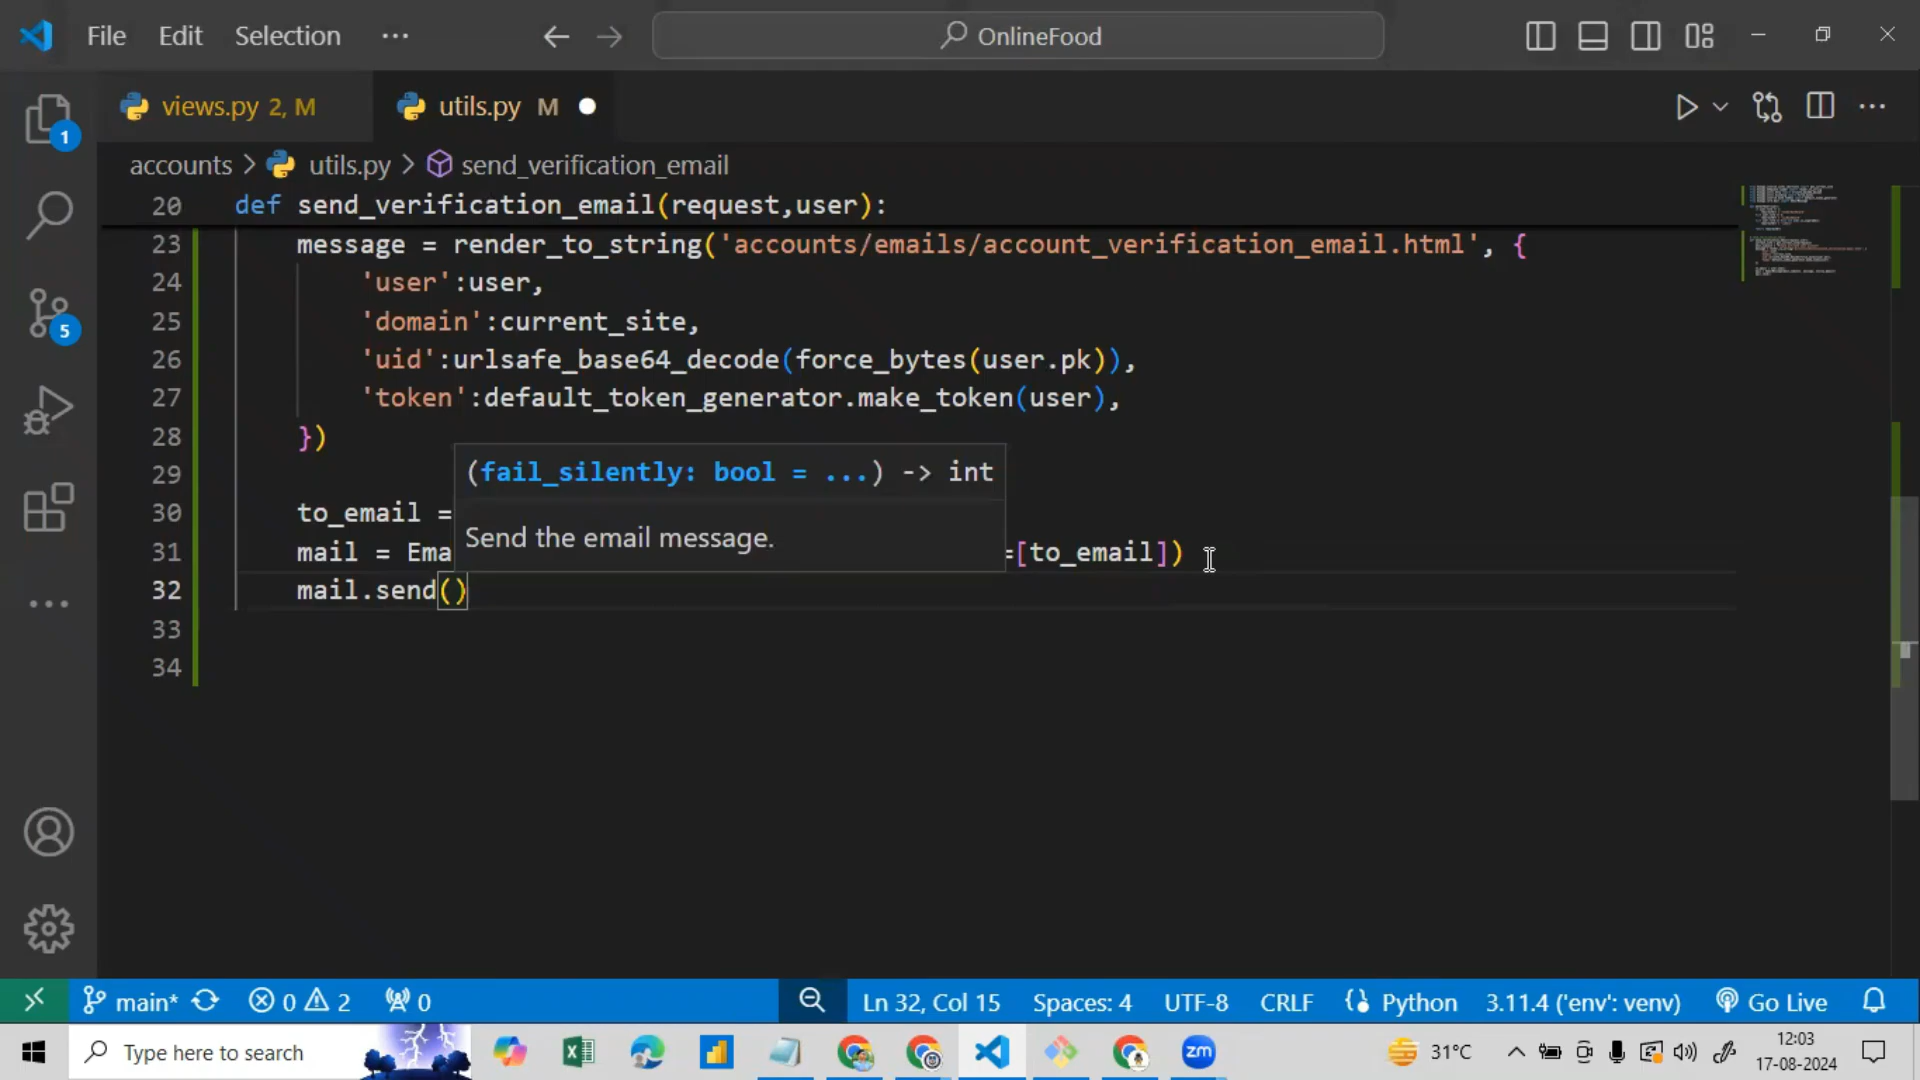 File Edit Selection ··· OnlineFood
views.py 2, M utils.py M
accounts > utils.py > send_verification_email
20 def send_verification_email(request,user):
23 message = render_to_string('accounts/emails/account_verification_email.html', {
24 'user':user,
25 'domain':current_site,
26 'uid':urlsafe_base64_decode(force_bytes(user.pk)),
27 'token':default_token_generator.make_token(user),
28 })
(fail_silently: bool = ...) -> int
29
30 to_email =
Send the email message.
31 mail = Ema =[to_email])
32 mail.send()
33
34
1
5
main* 0 2 0 Ln 32, Col 15 Spaces: 4 UTF-8 CRLF Python 3.11.4 ('env': venv) Go Live
Type here to search zm 31°C 12:03
17-08-2024